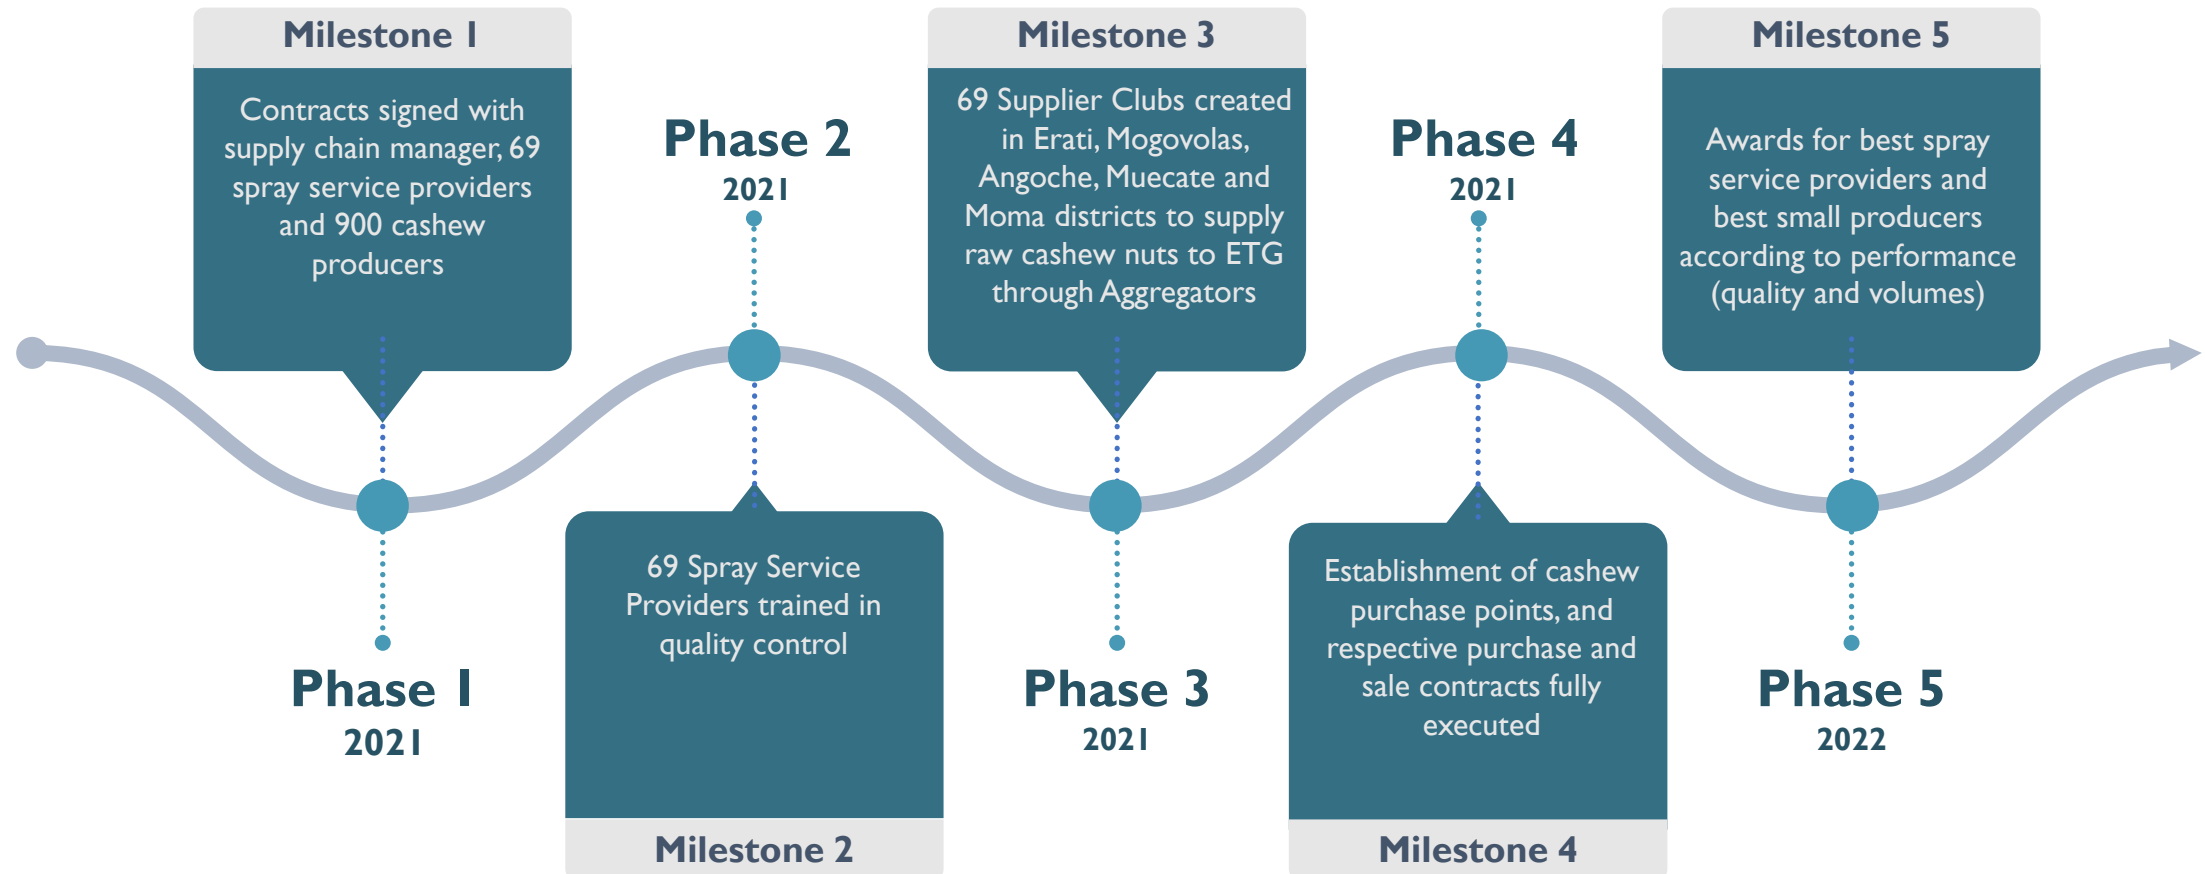 Milestone 1
Contracts signed with
supply chain manager, 69
spray service providers
and 900 cashew
producers
Phase 1
2021
Phase 2
2021
69 Spray Service
Providers trained in
quality control
Milestone 2
Milestone 3
69 Supplier Clubs created
in Erati, Mogovolas,
Angoche, Muecate and
Moma districts to supply
raw cashew nuts to ETG
through Aggregators
Phase 3
2021
Phase 4
2021
Establishment of cashew
purchase points, and
respective purchase and
sale contracts fully
executed
Milestone 4
Milestone 5
Awards for best spray
service providers and
best small producers
according to performance
(quality and volumes)
Phase 5
2022